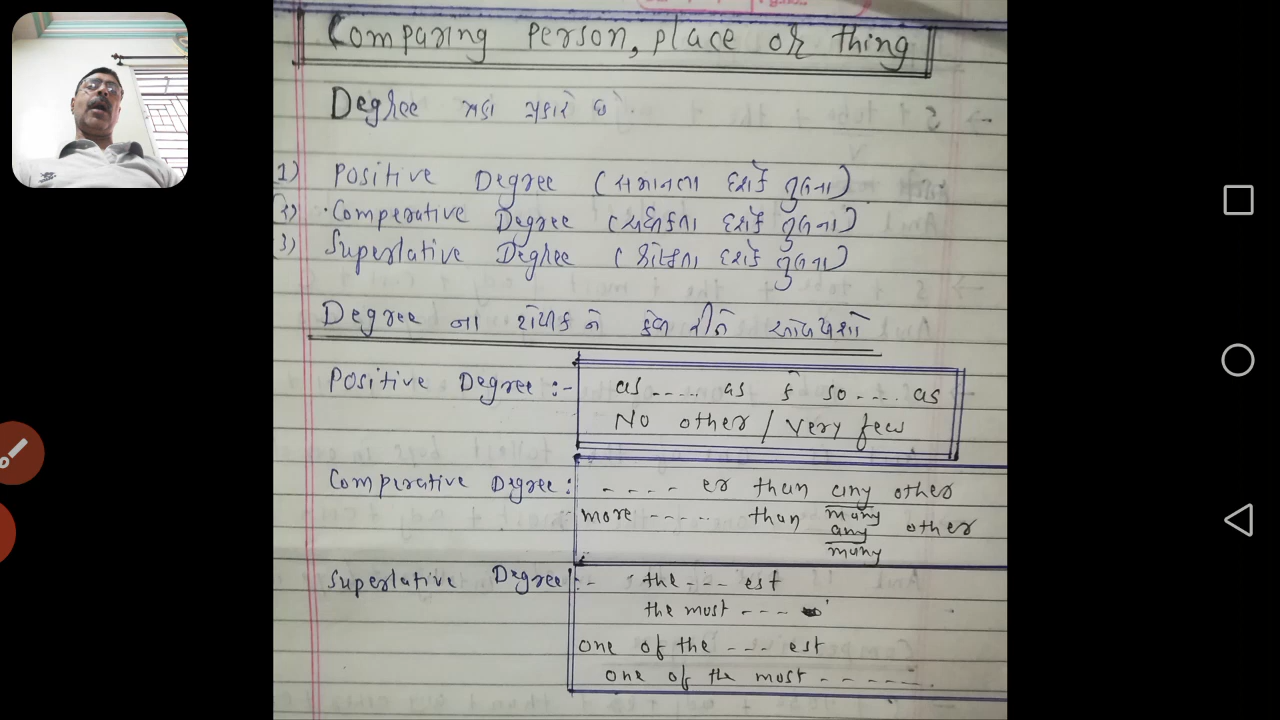 Comparing Person, place or thing
Degree ત્રણ પ્રકારે છે.
1) Positive Degree (સમાનતા દર્શક તુલના)
2) Comperative Degree (અધિકતા દર્શક તુલના)
3) Superlative Degree (શ્રેષ્ઠતા દર્શક તુલના)
Degree ના
Positive Degree :- as ..... as કે so .... as
No other / Very few
Comperative Degree: - - - - er than any other
many
more ----- than any other
many
Superlative Degree :- the --- est
the most ----
one of the --- est
one of the most ------